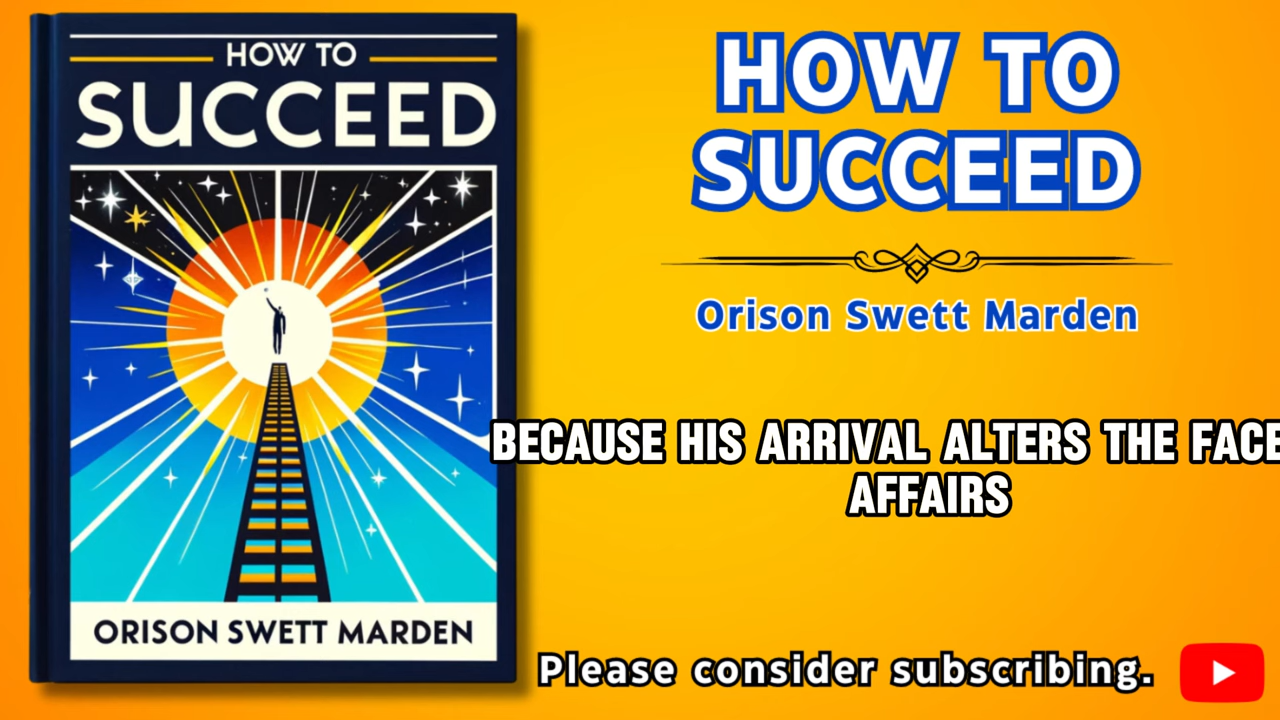 HOW TO
SUCCEED
ORISON SWETT MARDEN
HOW TO
SUCCEED
Orison Swett Marden
BECAUSE HIS ARRIVAL ALTERS THE FACE
AFFAIRS
Please consider subscribing.